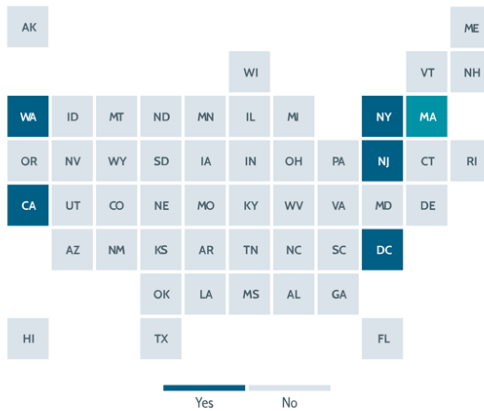 AK ME
WI VT NH
WA ID MT ND MN IL MI NY MA
OR NV WY SD IA IN OH PA NJ CT RI
CA UT CO NE MO KY WV VA MD DE
AZ NM KS AR TN NC SC DC
OK LA MS AL GA
HI TX FL
Yes No